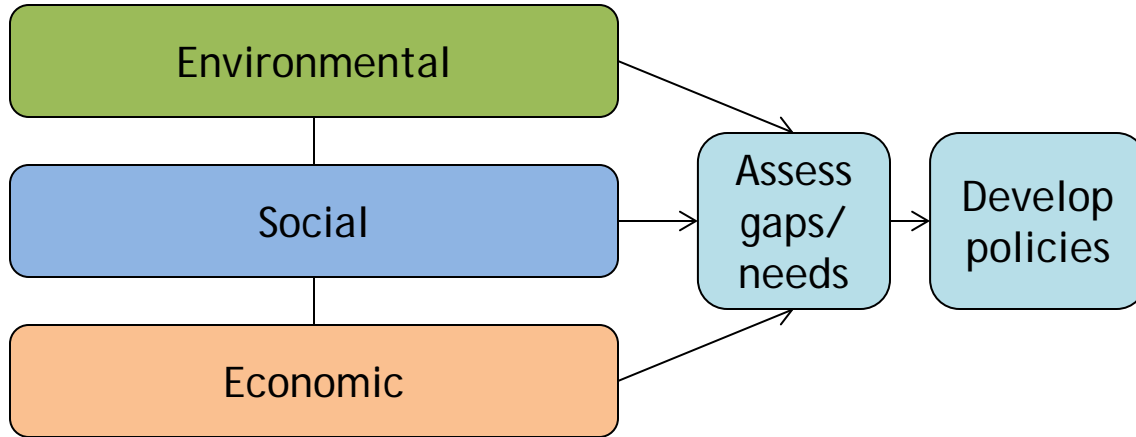 Environmental
Social
Economic
Assess
gaps/
needs
Develop
policies